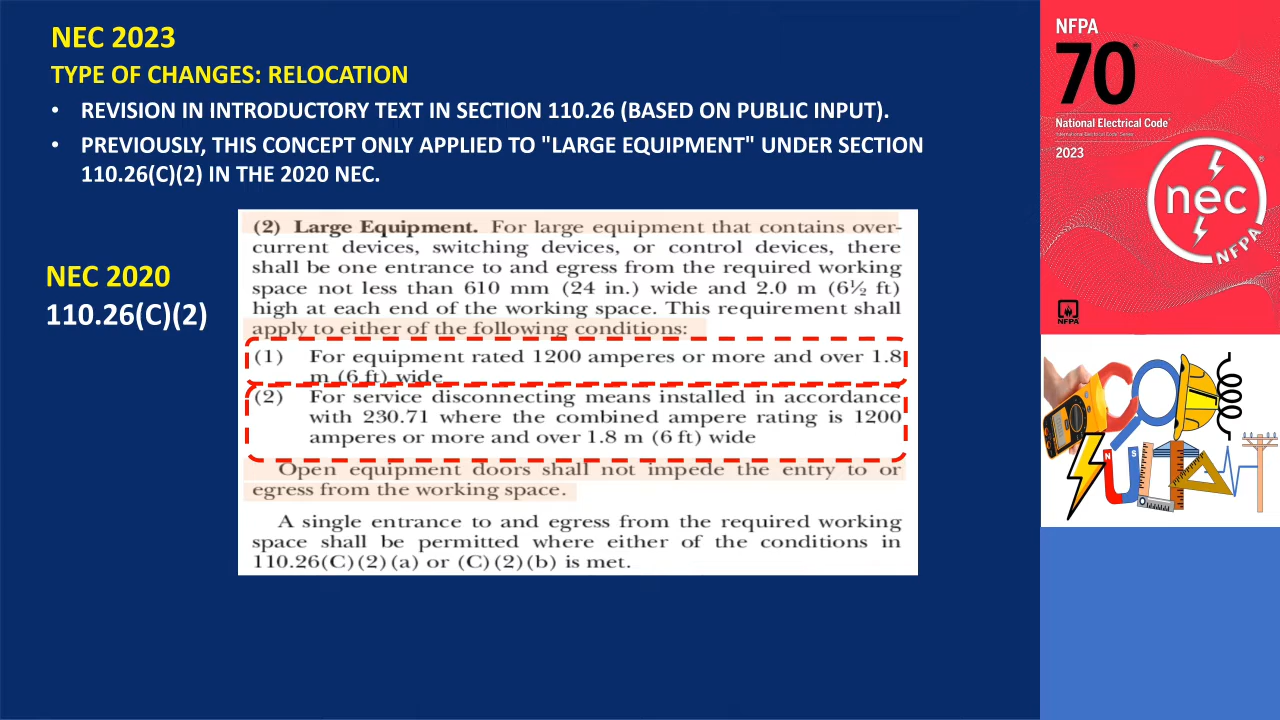 NEC 2023
TYPE OF CHANGES: RELOCATION
• REVISION IN INTRODUCTORY TEXT IN SECTION 110.26 (BASED ON PUBLIC INPUT).
• PREVIOUSLY, THIS CONCEPT ONLY APPLIED TO "LARGE EQUIPMENT" UNDER SECTION
110.26(C)(2) IN THE 2020 NEC.
NEC 2020
110.26(C)(2)
(2) Large Equipment. For large equipment that contains over-
current devices, switching devices, or control devices, there
shall be one entrance to and egress from the required working
space not less than 610 mm (24 in.) wide and 2.0 m (6½ ft)
high at each end of the working space. This requirement shall
apply to either of the following conditions:
(1) For equipment rated 1200 amperes or more and over 1.8
m (6 ft) wide
(2) For service disconnecting means installed in accordance
with 230.71 where the combined ampere rating is 1200
amperes or more and over 1.8 m (6 ft) wide
Open equipment doors shall not impede the entry to or
egress from the working space.
A single entrance to and egress from the required working
space shall be permitted where either of the conditions in
110.26(C)(2)(a) or (C)(2)(b) is met.
NFPA
70®
National Electrical Code®
International Electrical Code® Series
2023
nec®
NFPA
NFPA
N S